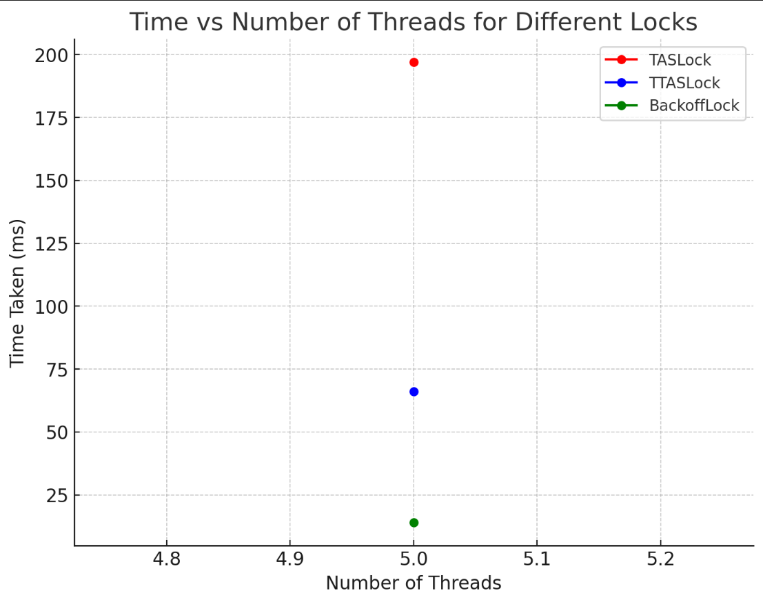 Time vs Number of Threads for Different Locks
TASLock
TTASLock
BackoffLock
Time Taken (ms)
200
175
150
125
100
75
50
25
4.8 4.9 5.0 5.1 5.2
Number of Threads